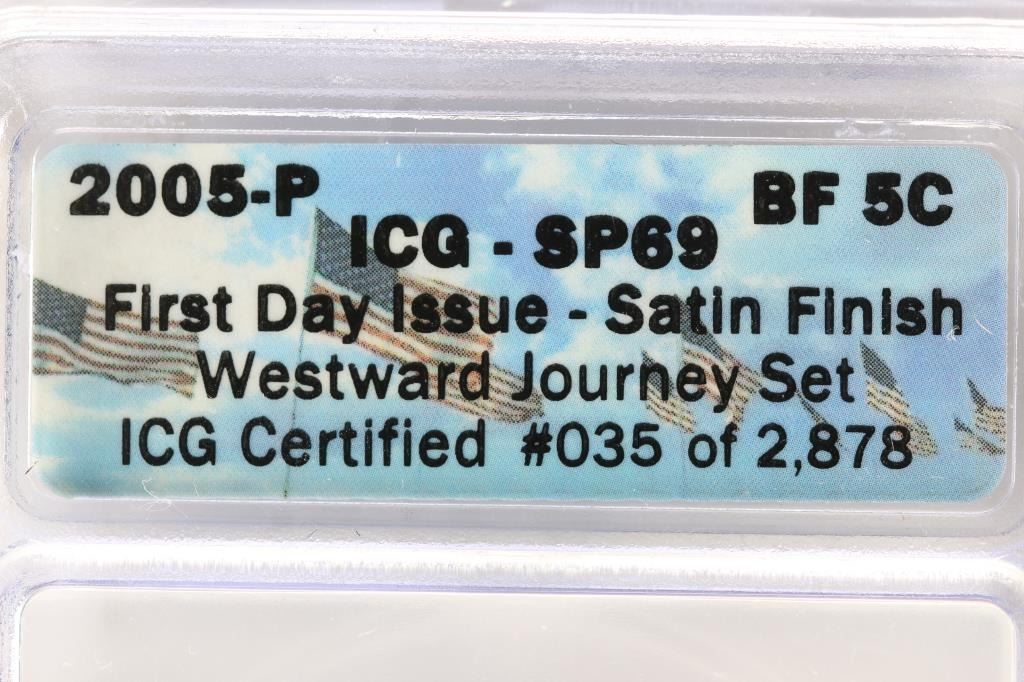 2005-P BF 5C
ICG - SP69
First Day Issue - Satin Finish
Westward Journey Set
ICG Certified #035 of 2,878